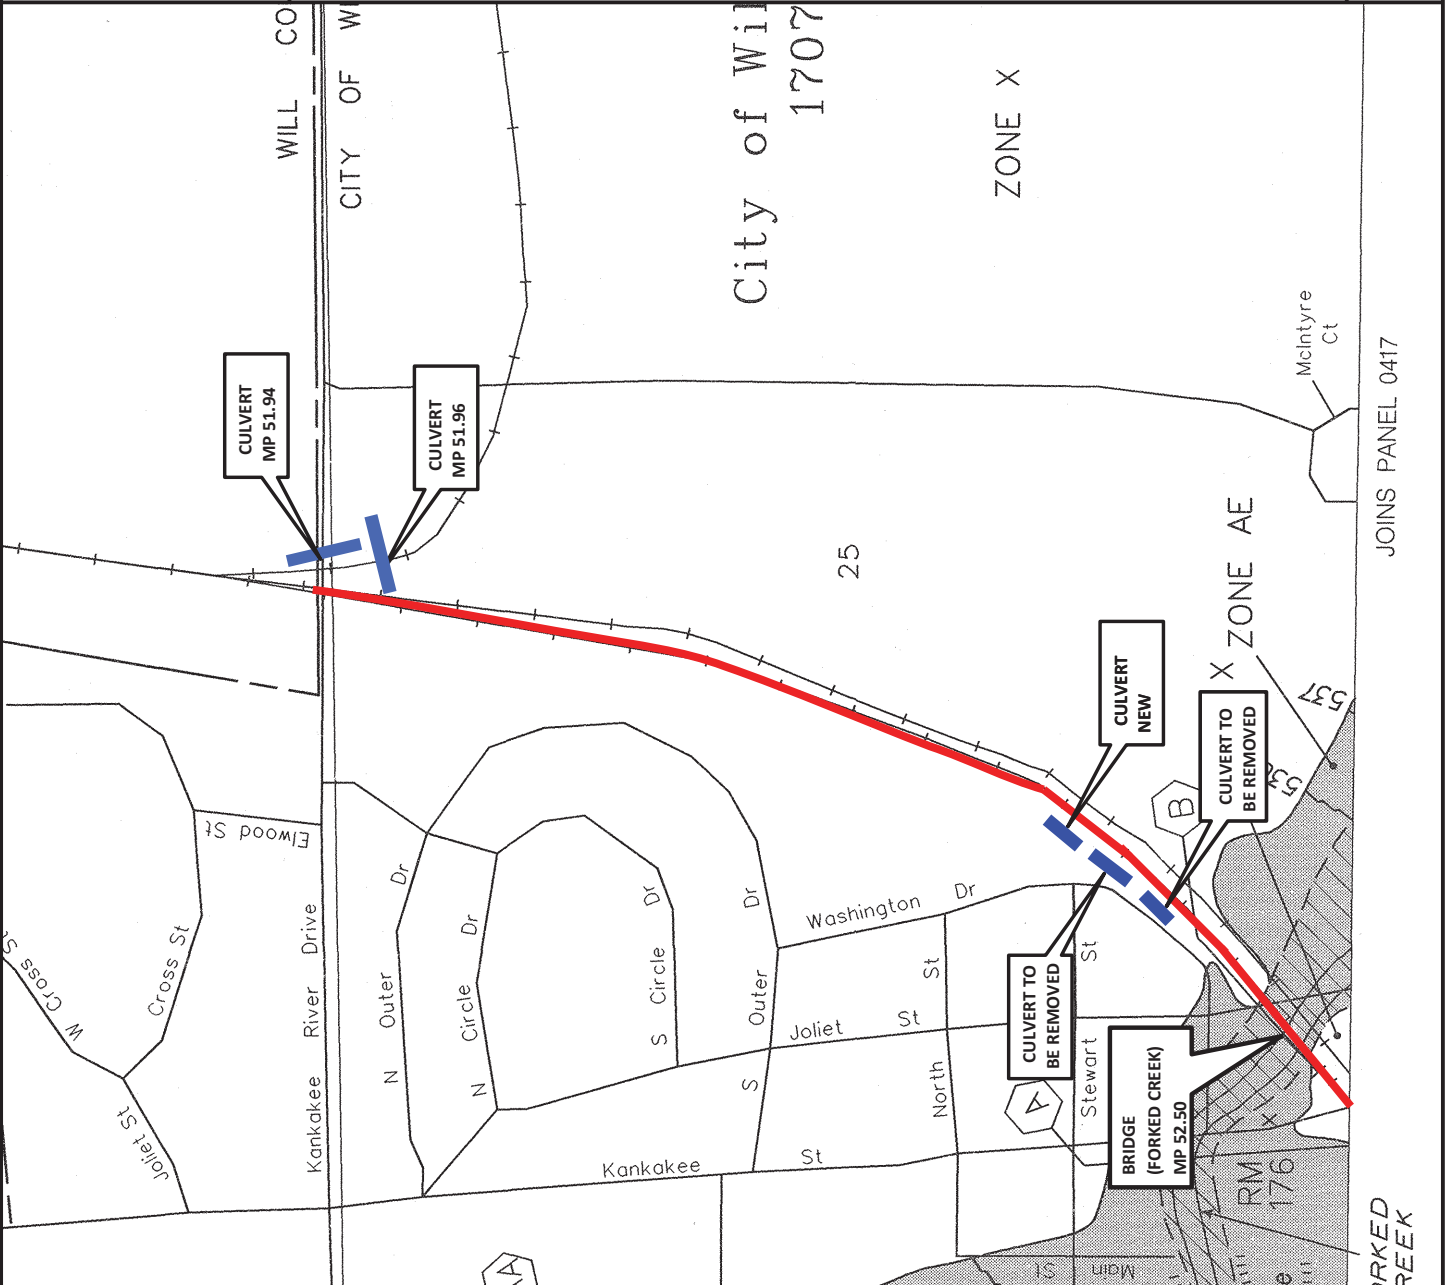 WILL CO
CITY OF WI
City of Wil
1707
ZONE X
CULVERT
MP 51.94
CULVERT
MP 51.96
McIntyre
Ct
JOINS PANEL 0417
25
ZONE AE
X
537
CULVERT
NEW
CULVERT TO
BE REMOVED
B
Elwood St
W Cross St
Cross St
Joliet St
Kankakee River Drive
N Outer Dr
N Circle Dr
S Circle Dr
S Outer Dr
Washington Dr
Joliet St
North St
Stewart St
Kankakee St
CULVERT TO
BE REMOVED
A
BRIDGE
(FORKED CREEK)
MP 52.50
RM
176
Main St
RKED
REEK